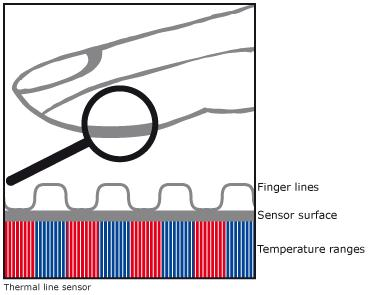 Finger lines
Sensor surface
Temperature ranges
Thermal line sensor